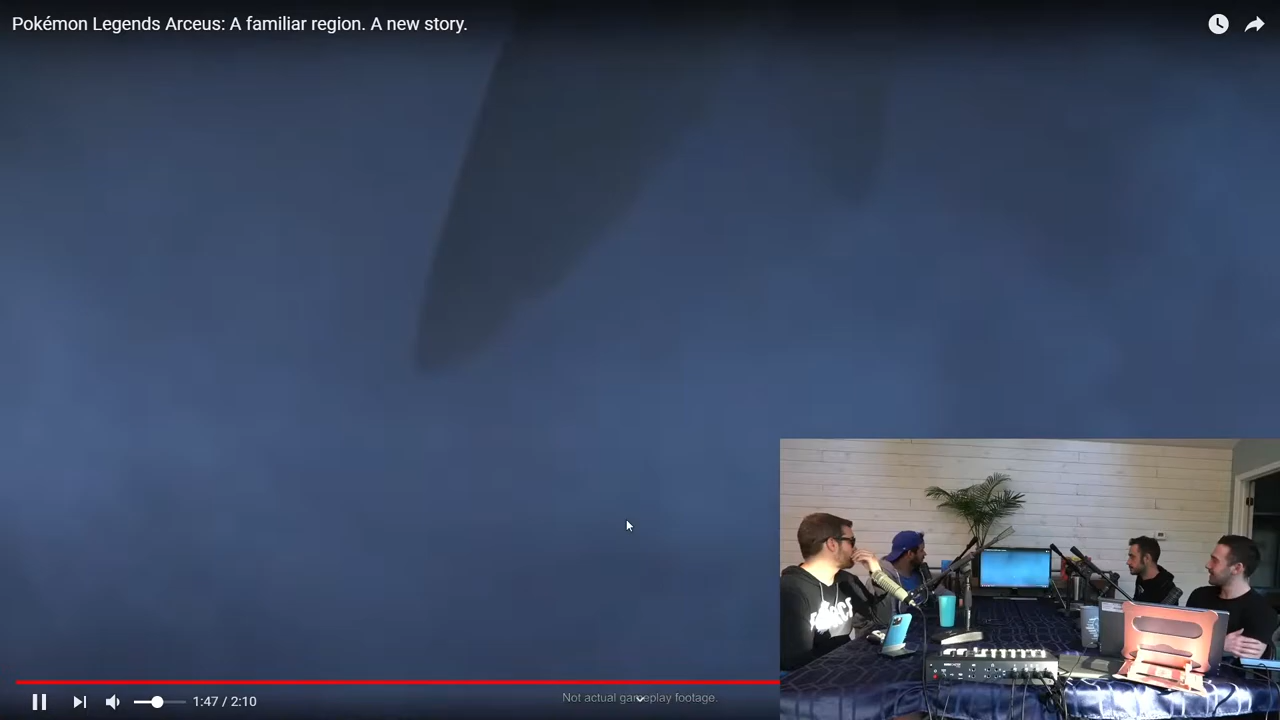 Pokémon Legends Arceus: A familiar region. A new story.
1:47 / 2:10
Not actual gameplay footage.